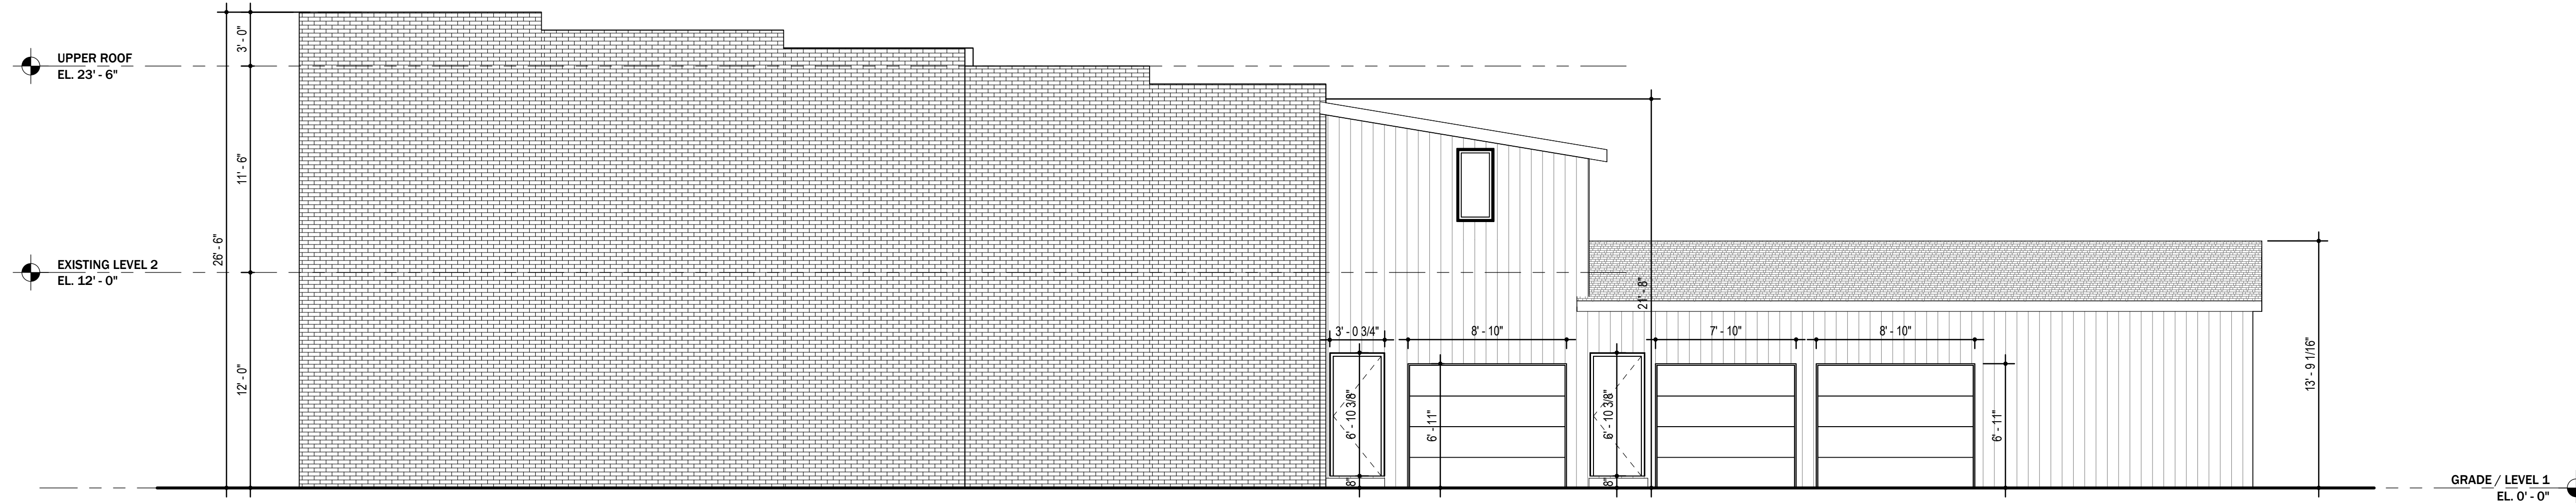 UPPER ROOF
EL. 23' - 6"
EXISTING LEVEL 2
EL. 12' - 0"
3' - 0"
11' - 6"
26' - 6"
12' - 0"
21' - 8"
3' - 0 3/4"
8' - 10"
7' - 10"
8' - 10"
6' - 10 3/8"
6' - 11"
6' - 10 3/8"
6' - 11"
13' - 9 1/16"
8"
8"
GRADE / LEVEL 1
EL. 0' - 0"